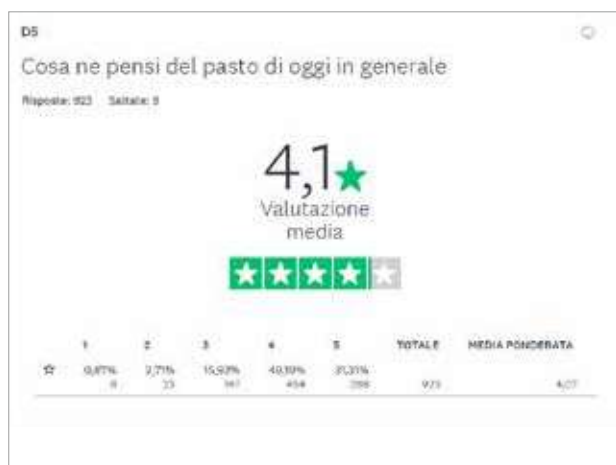 D5
Cosa ne pensi del pasto di oggi in generale
Risposte: 923 Saltate:
4,1
Valutazione
media
1 2 3 4 5 TOTALE MEDIA PONDERATA
0,87% 2,71% 15,93% 49,19% 31,31%
8 25 147 454 289 923 4,07